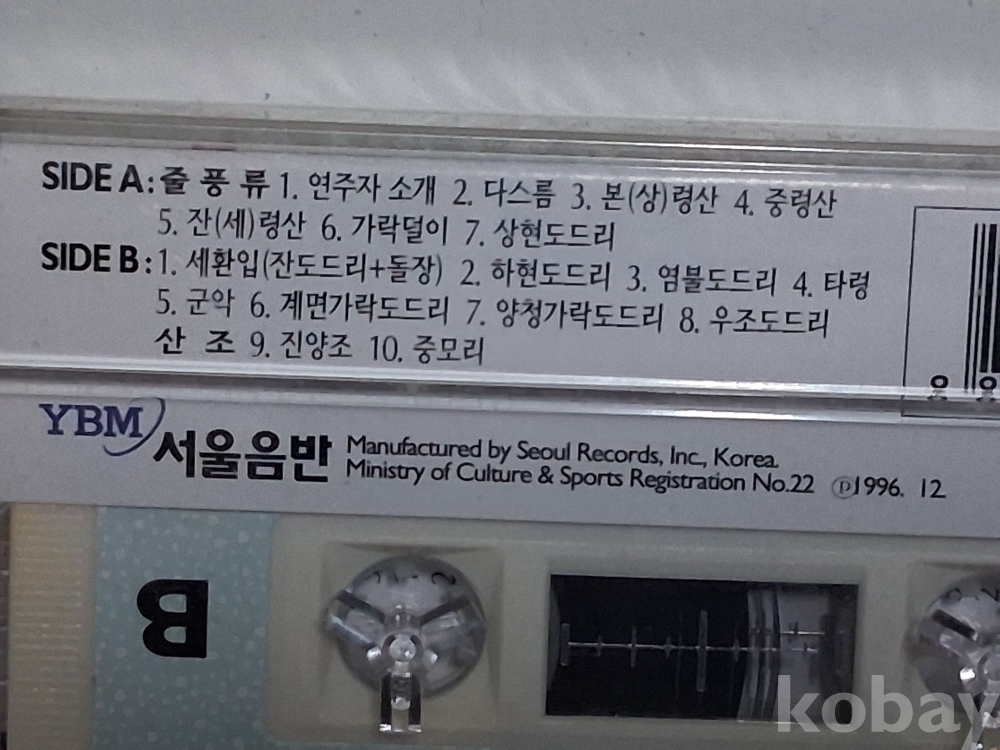 SIDE A: 줄 풍 류 1. 연주자 소개 2. 다스름 3. 본(상)령산 4. 중령산
5. 잔(세)령산 6. 가락덜이 7. 상현도드리
SIDE B: 1. 세환입(잔도드리+돌장) 2. 하현도드리 3. 염불도드리 4. 타령
5. 군악 6. 계면가락도드리 7. 양청가락도드리 8. 우조도드리
산 조 9. 진양조 10. 중모리
YBM 서울음반
Manufactured by Seoul Records, Inc., Korea.
Ministry of Culture & Sports Registration No.22 ℗1996. 12
B
kobay